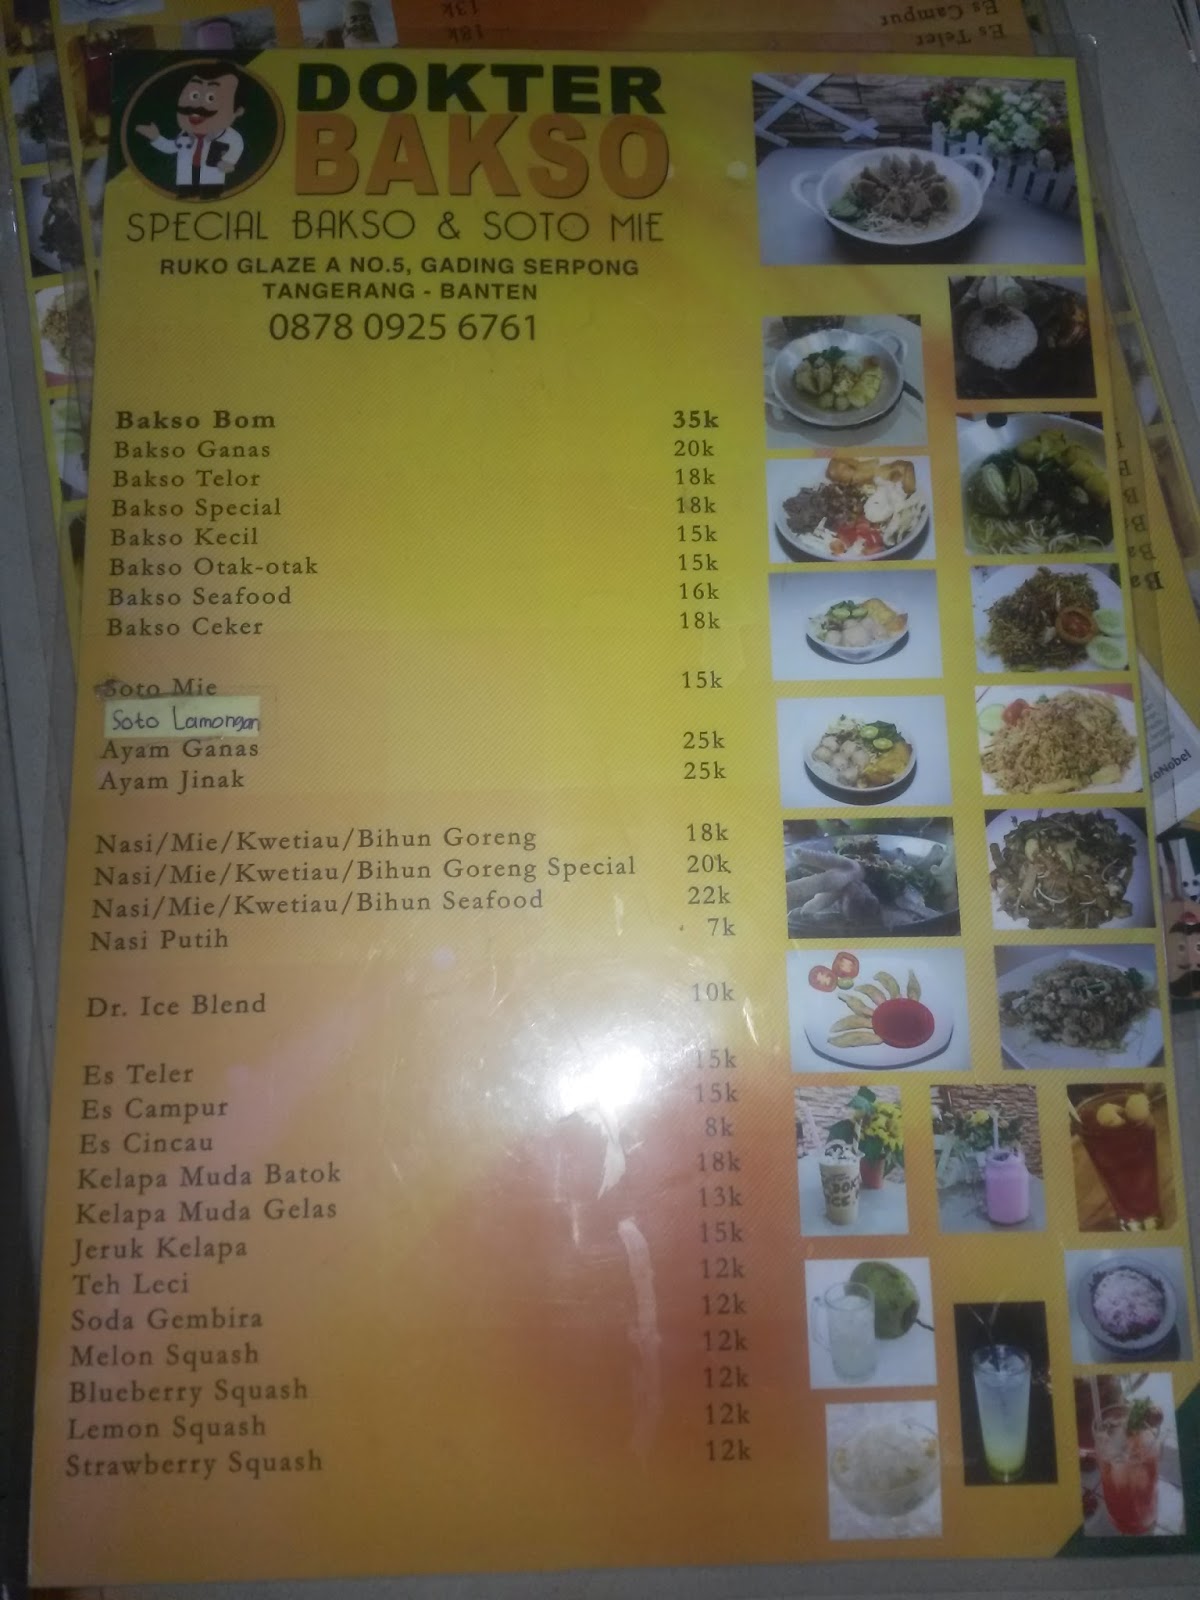 DOKTER
BAKSO
SPECIAL BAKSO & SOTO MIE
RUKO GLAZE A NO.5, GADING SERPONG
TANGERANG - BANTEN
0878 0925 6761
Bakso Bom 35k
Bakso Ganas 20k
Bakso Telor 18k
Bakso Special 18k
Bakso Kecil 15k
Bakso Otak-otak 15k
Bakso Seafood 16k
Bakso Ceker 18k
Soto Mie 15k
Soto Lamongan
Ayam Ganas 25k
Ayam Jinak 25k
Nasi/Mie/Kwetiau/Bihun Goreng 18k
Nasi/Mie/Kwetiau/Bihun Goreng Special 20k
Nasi/Mie/Kwetiau/Bihun Seafood 22k
Nasi Putih 7k
Dr. Ice Blend 10k
Es Teler 15k
Es Campur 15k
Es Cincau 8k
Kelapa Muda Batok 18k
Kelapa Muda Gelas 13k
Jeruk Kelapa 15k
Teh Leci 12k
Soda Gembira 12k
Melon Squash 12k
Blueberry Squash 12k
Lemon Squash 12k
Strawberry Squash 12k
Es Teler 18k
Es Campur 13k